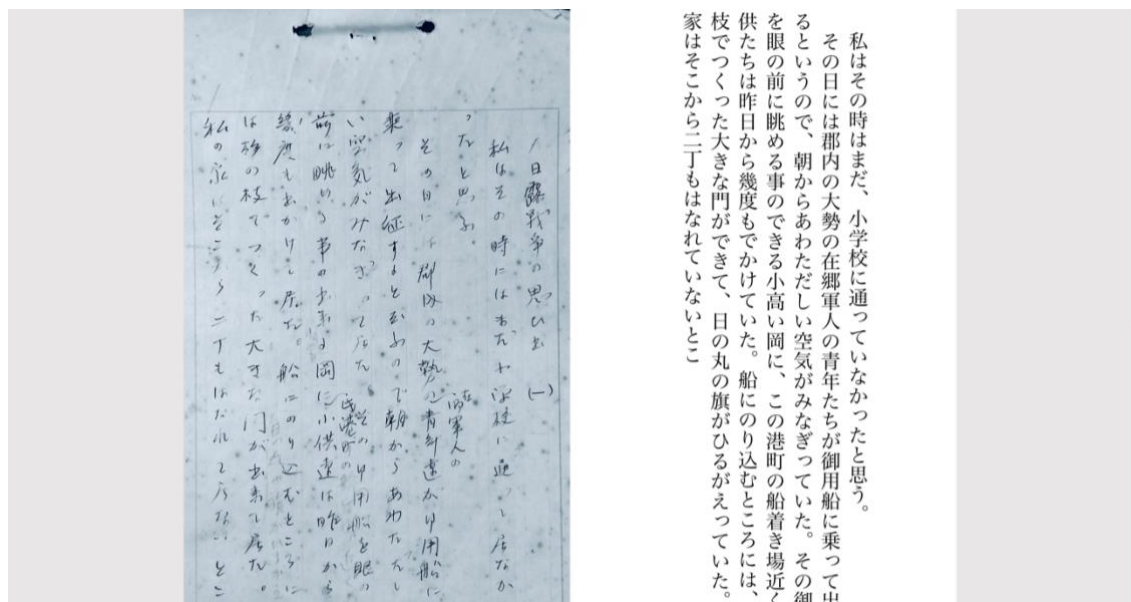 日露戦争の思ひ出 (一)
私はその時にはまだ小学校に通って居なか
ったと思ふ。
在郷軍人の
その日には郡内の大勢の青年達が御用船に
乗って出征すると云ふので朝からあわたゞし
い空気がみなぎって居た。その御用船を眼の
前に眺める事の出来る岡に小供達は昨日から
幾度も出かけて居た。船にのり込むところに
は杉の枝でつくった大きな門が出来て居た。
私の家はそこから二丁もはなれて居ないとこ
私はその時はまだ、小学校に通っていなかったと思う。
その日には郡内の大勢の在郷軍人の青年たちが御用船に乗って出
るというので、朝からあわただしい空気がみなぎっていた。その御
を眼の前に眺める事のできる小高い岡に、この港町の船着き場近く
供たちは昨日から幾度もでかけていた。船にのり込むところには、
枝でつくった大きな門ができて、日の丸の旗がひるがえっていた。
家はそこから二丁もはなれていないとこ